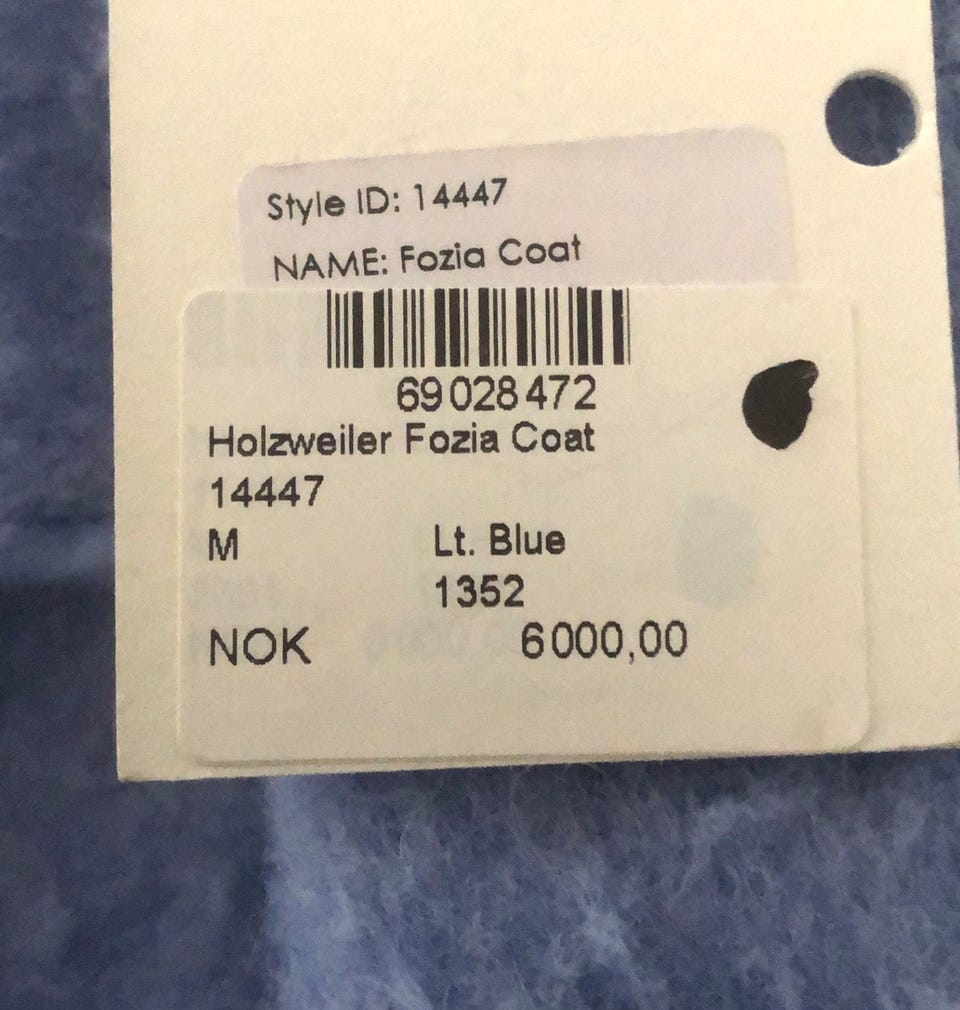 Style ID: 14447
NAME: Fozia Coat
69028472
Holzweiler Fozia Coat
14447
M Lt. Blue
1352
NOK 6000,00